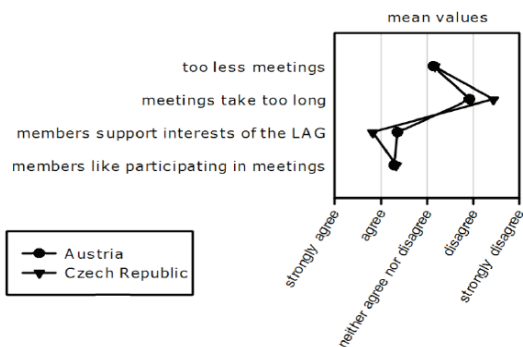 mean values
too less meetings
meetings take too long
members support interests of the LAG
members like participating in meetings
strongly agree
agree
neither agree nor disagree
disagree
strongly disagree
Austria
Czech Republic